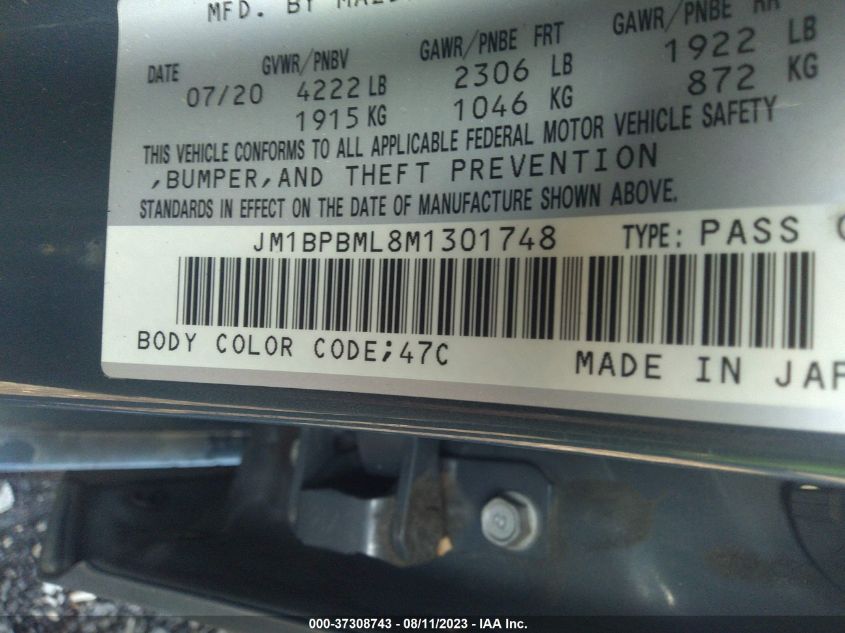 MFD. BY
DATE GVWR/PNBV GAWR/PNBE FRT GAWR/PNBE RR
07/20 4222 LB 2306 LB 1922 LB
1915 KG 1046 KG 872 KG
THIS VEHICLE CONFORMS TO ALL APPLICABLE FEDERAL MOTOR VEHICLE SAFETY
,BUMPER,AND THEFT PREVENTION
STANDARDS IN EFFECT ON THE DATE OF MANUFACTURE SHOWN ABOVE.
JM1BPBML8M1301748 TYPE: PASS
BODY COLOR CODE;47C MADE IN
000-37308743 - 08/11/2023 - IAA Inc.